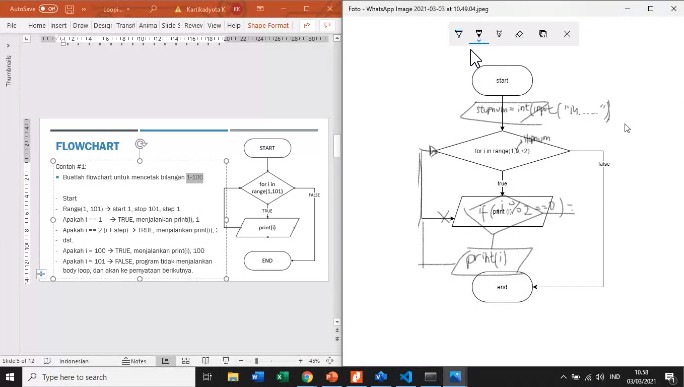 AutoSave Off
Loopi...
Kartikadyota K
KK
File Home Insert Draw Design Transiti Anima Slide S Review View Help Shape Format
Thumbnails
FLOWCHART
Contoh #1:
Buatlah flowchart untuk mencetak bilangan 1-100
Start
Range(1, 101) → start 1, stop 101, step 1
Apakah i == 1 → TRUE, menjalankan print(i), 1
Apakah i == 2 (i + step) → TRUE, menjalankan print(i), 2
dst.
Apakah i = 100 → TRUE, menjalankan print(i), 100
Apakah i = 101 → FALSE, program tidak menjalankan
body loop, dan akan ke pernyataan berikutnya.
START
for i in
range(1,101)
FALSE
TRUE
print(i)
END
Slide 5 of 12
Indonesian
Notes
45%
Foto - WhatsApp Image 2021-03-03 at 10.49.04.jpeg
start
stopnum = int(input("M......")
stopnum
for i in range(1,
+2)
false
true
print (i)
if (i % 2 == 0) =
print(i)
end
Type here to search
IND
10.58
03/03/2021